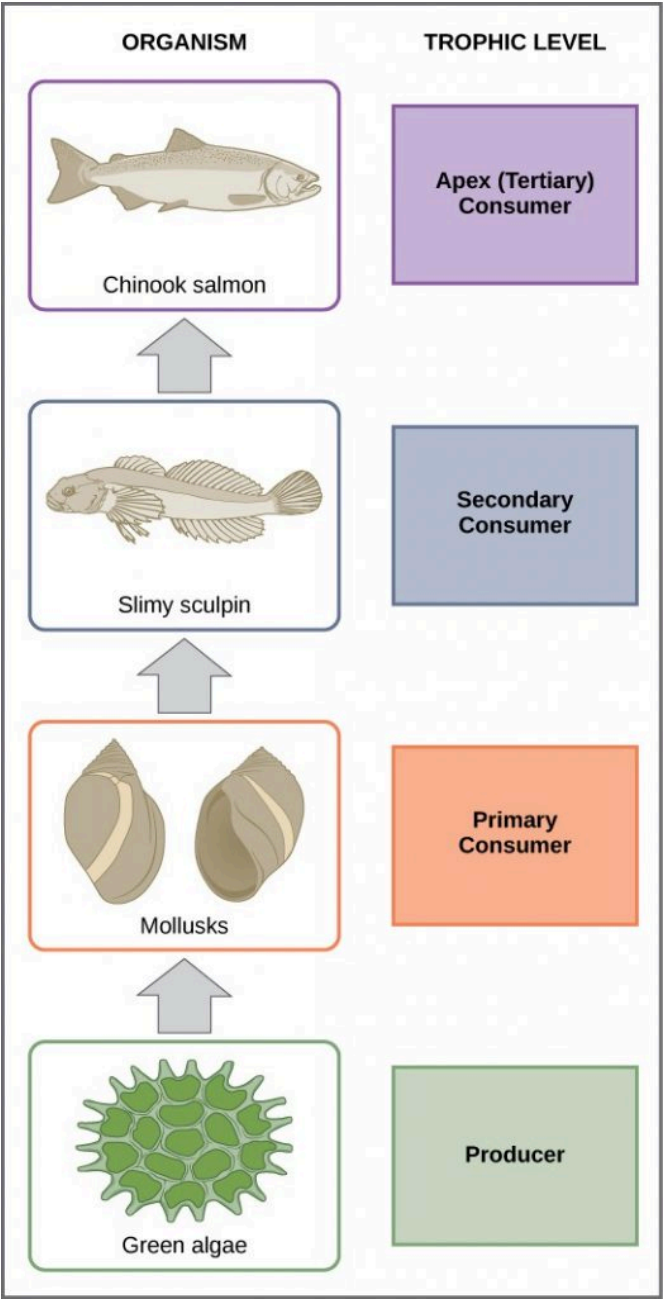 ORGANISM
TROPHIC LEVEL
Chinook salmon
Apex (Tertiary)
Consumer
Slimy sculpin
Secondary
Consumer
Mollusks
Primary
Consumer
Green algae
Producer